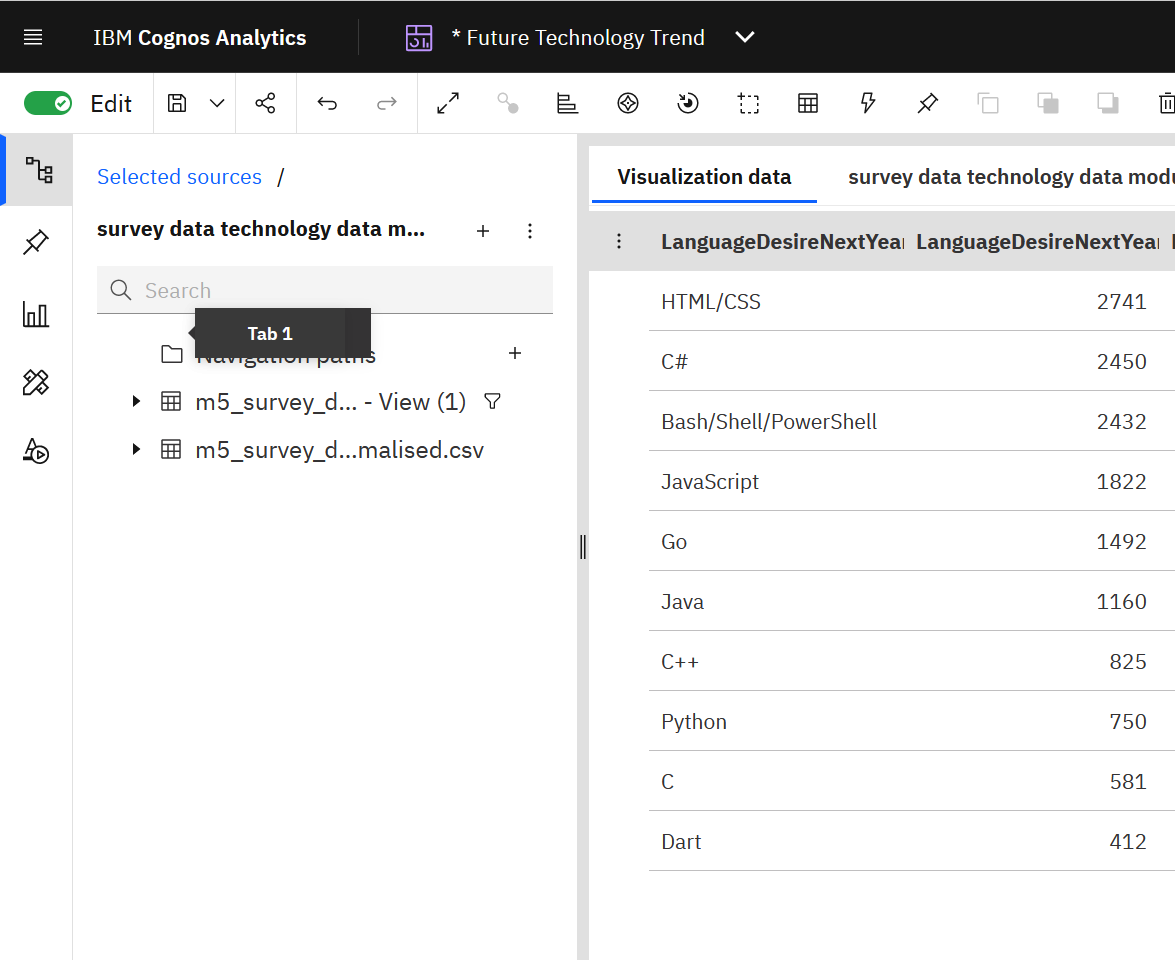 IBM Cognos Analytics
* Future Technology Trend
Edit
Selected sources /
survey data technology data m...
Search
Tab 1
Navigation paths
m5_survey_d... - View (1)
m5_survey_d...malised.csv
Visualization data
survey data technology data modu
LanguageDesireNextYear LanguageDesireNextYear
HTML/CSS 2741
C# 2450
Bash/Shell/PowerShell 2432
JavaScript 1822
Go 1492
Java 1160
C++ 825
Python 750
C 581
Dart 412